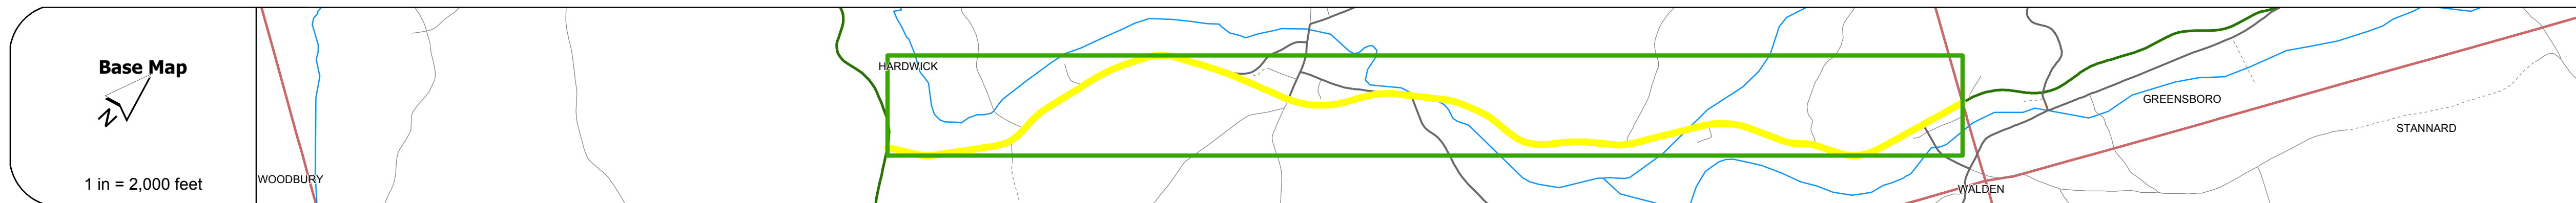 Base Map
N
1 in = 2,000 feet
WOODBURY
HARDWICK
GREENSBORO
STANNARD
WALDEN